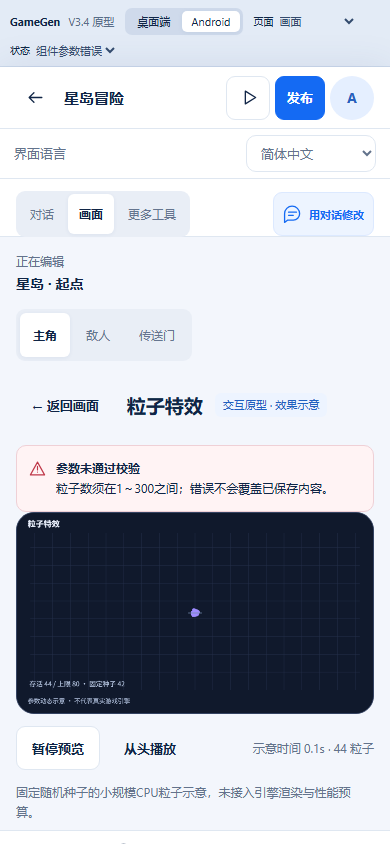 GameGen V3.4 原型 桌面端 Android 页面 画面
状态 组件参数错误
星岛冒险 发布 A
界面语言 简体中文
对话 画面 更多工具 用对话修改
正在编辑
星岛 · 起点
主角 敌人 传送门
← 返回画面 粒子特效 交互原型 · 效果示意
参数未通过校验
粒子数须在1～300之间；错误不会覆盖已保存内容。
粒子特效
存活 44 / 上限 80 · 固定种子 42
参数动态示意 · 不代表真实游戏引擎
暂停预览 从头播放 示意时间 0.1s · 44 粒子
固定随机种子的小规模CPU粒子示意，未接入引擎渲染与性能预
算。